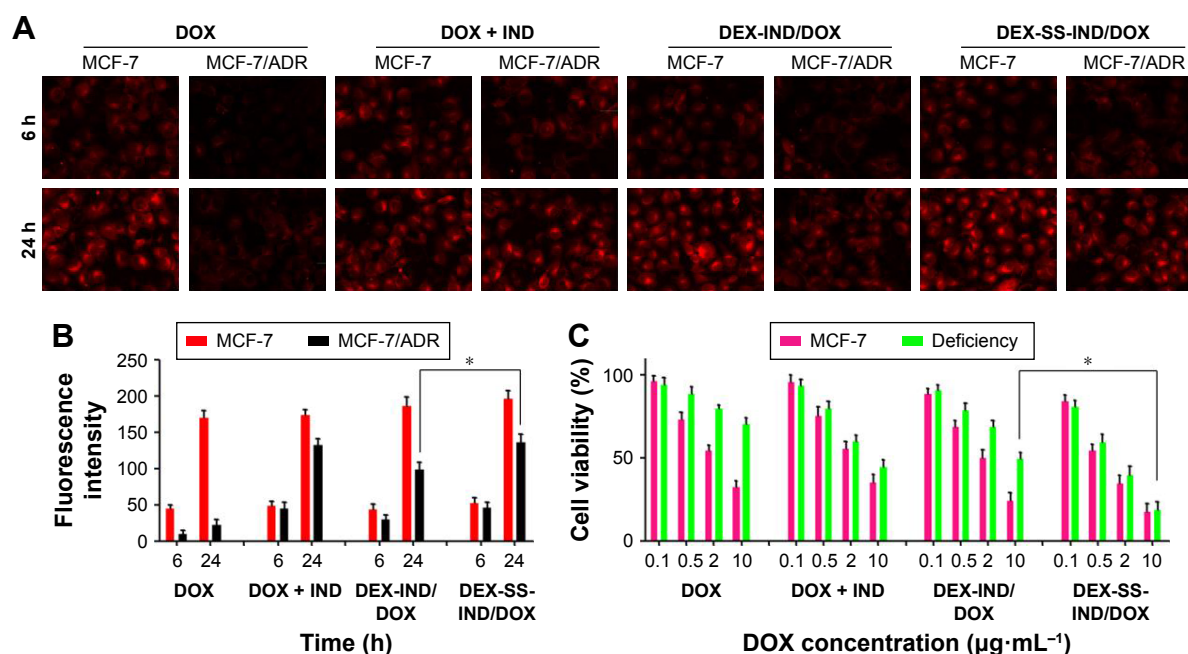 A
DOX DOX + IND DEX-IND/DOX DEX-SS-IND/DOX
MCF-7 MCF-7/ADR MCF-7 MCF-7/ADR MCF-7 MCF-7/ADR MCF-7 MCF-7/ADR
6 h
24 h
B
MCF-7 MCF-7/ADR
Fluorescence
intensity
250
200
150
100
50
0
*
6 24 6 24 6 24 6 24
DOX DOX + IND DEX-IND/ DEX-SS-
DOX IND/DOX
Time (h)
C
MCF-7 Deficiency
Cell viability (%)
100
50
0
*
0.1 0.5 2 10 0.1 0.5 2 10 0.1 0.5 2 10 0.1 0.5 2 10
DOX DOX + IND DEX-IND/ DEX-SS-
DOX IND/DOX
DOX concentration (µg·mL⁻¹)